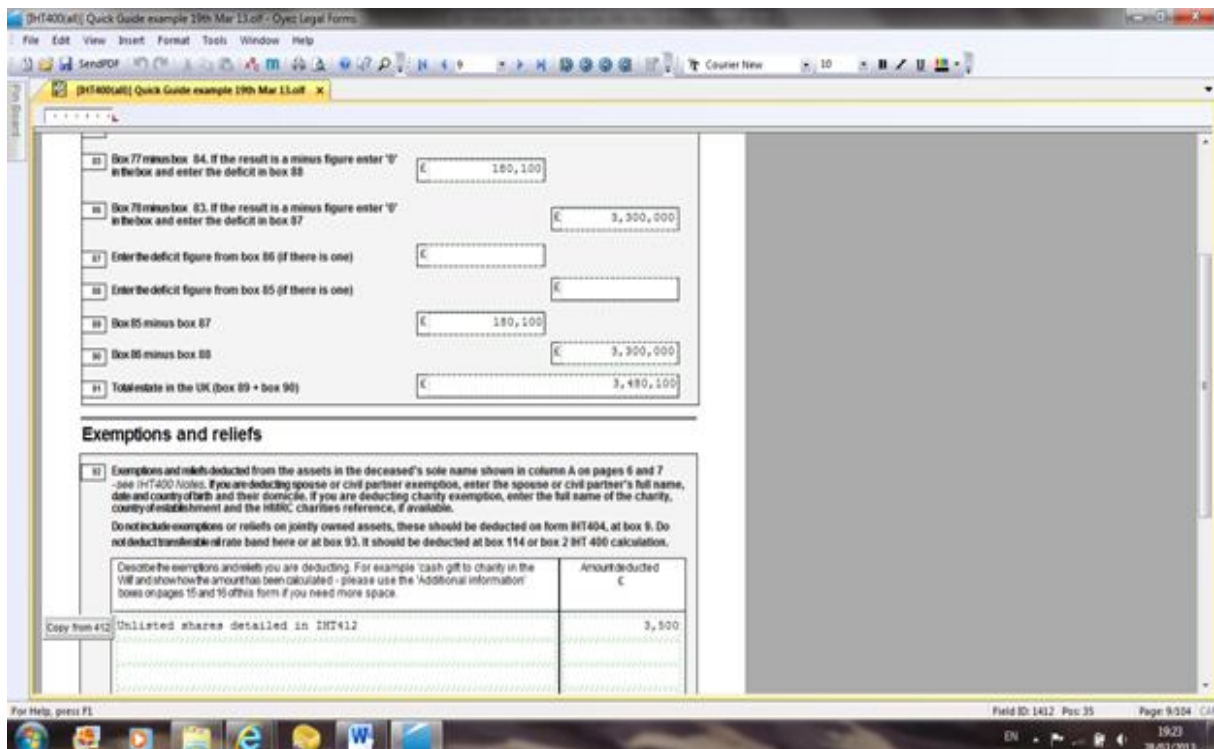 [IHT400(all)] Quick Guide example 19th Mar 13.olf - Oyez Legal Forms
File Edit View Insert Format Tools Window Help
SendPDF Courier New 10 B I U
Pin Board
[IHT400(all)] Quick Guide example 19th Mar 13.olf x
85 Box 77 minus box 84. If the result is a minus figure enter '0'
in the box and enter the deficit in box 88
£ 180,100
86 Box 78 minus box 83. If the result is a minus figure enter '0'
in the box and enter the deficit in box 87
£ 3,300,000
87 Enter the deficit figure from box 86 (if there is one) £
88 Enter the deficit figure from box 85 (if there is one) £
89 Box 85 minus box 87 £ 180,100
90 Box 86 minus box 88 £ 3,300,000
91 Total estate in the UK (box 89 + box 90) £ 3,480,100
Exemptions and reliefs
92 Exemptions and reliefs deducted from the assets in the deceased's sole name shown in column A on pages 6 and 7
-see IHT400 Notes. If you are deducting spouse or civil partner exemption, enter the spouse or civil partner's full name,
date and country of birth and their domicile. If you are deducting charity exemption, enter the full name of the charity,
country of establishment and the HMRC charities reference, if available.
Do not include exemptions or reliefs on jointly owned assets, these should be deducted on form IHT404, at box 9. Do
not deduct transferable nil rate band here or at box 93. It should be deducted at box 114 or box 2 IHT 400 calculation.
Describe the exemptions and reliefs you are deducting. For example 'cash gift to charity in the
Will' and show how the amount has been calculated - please use the 'Additional information'
boxes on pages 15 and 16 of this form if you need more space.
Amount deducted
£
Copy from 412 Unlisted shares detailed in IHT412 3,500
For Help, press F1 Field ID: 1412 Pos: 35 Page: 9/104 CAP
EN 19:23
28/03/2013